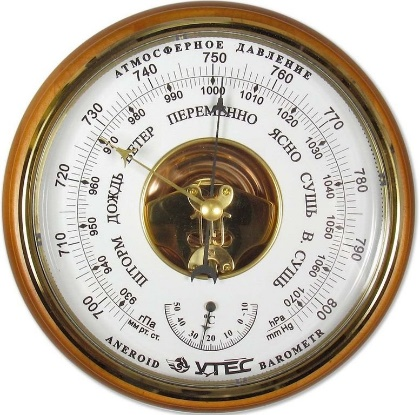 АТМОСФЕРНОЕ ДАВЛЕНИЕ
700 710 720 730 740 750 760 770 780 790 800
930 940 950 960 970 980 990 1000 1010 1020 1030 1040 1050 1060 1070
ШТОРМ ДОЖДЬ ВЕТЕР ПЕРЕМЕННО ЯСНО СУШЬ В. СУШЬ
гПа
мм рт. ст.
hPa
mmHg
50 40 30 20 10 0 -10
°C
ANEROID UTEC BAROMETR